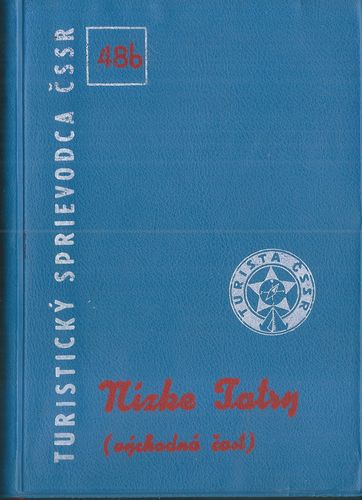 TURISTICKÝ SPRIEVODCA ČSSR
48b
TURISTA ČSSR
Nízke Tatry
(východná časť)